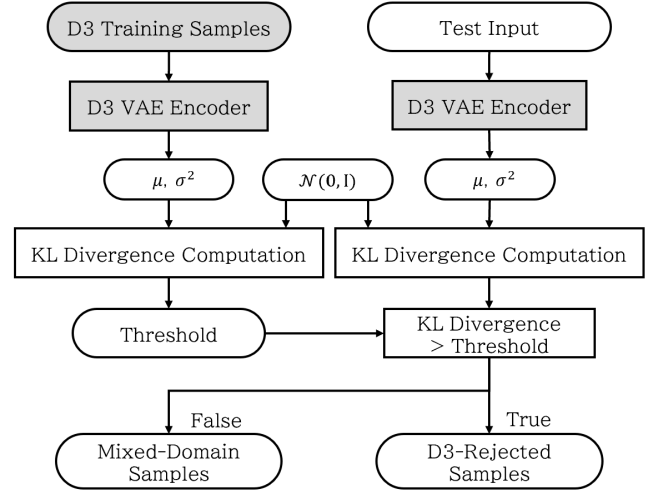 D3 Training Samples
Test Input
D3 VAE Encoder
D3 VAE Encoder
μ, σ²
𝒩(0,I)
μ, σ²
KL Divergence Computation
KL Divergence Computation
Threshold
KL Divergence
> Threshold
False
True
Mixed-Domain
Samples
D3-Rejected
Samples